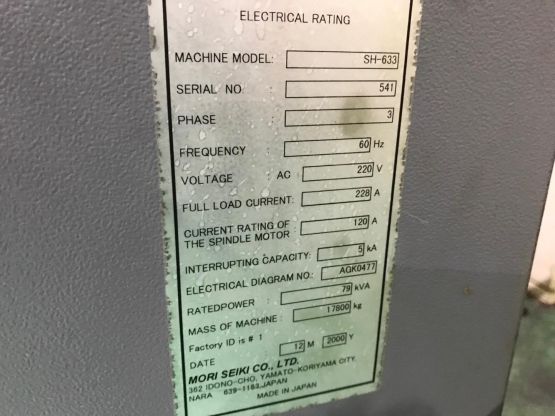 ELECTRICAL RATING
MACHINE MODEL: SH-633
SERIAL NO : 541
PHASE : 3
FREQUENCY : 60 Hz
VOLTAGE : AC : 220 V
FULL LOAD CURRENT: 228 A
CURRENT RATING OF
THE SPINDLE MOTOR : 120 A
INTERRUPTING CAPACITY: 5 kA
ELECTRICAL DIAGRAM NO.: AGK0477
RATEDPOWER : 79 kVA
MASS OF MACHINE : 17800 kg
Factory ID is # 1
DATE 12 M 2000 Y
MORI SEIKI CO., LTD.
362 IDONO-CHO, YAMATO-KORIYAMA CITY.
NARA 639-1183,JAPAN
MADE IN JAPAN